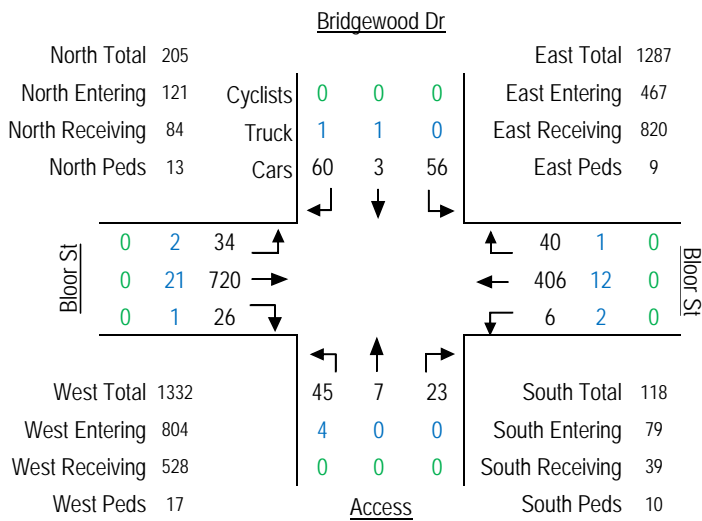 Bridgewood Dr
North Total 205
East Total 1287
North Entering 121
Cyclists 0 0 0
East Entering 467
North Receiving 84
Truck 1 1 0
East Receiving 820
North Peds 13
Cars 60 3 56
East Peds 9
Bloor St
0 2 34
0 21 720
0 1 26
40 1 0
406 12 0
6 2 0
Bloor St
West Total 1332
45 7 23
South Total 118
West Entering 804
4 0 0
South Entering 79
West Receiving 528
0 0 0
South Receiving 39
West Peds 17
Access
South Peds 10